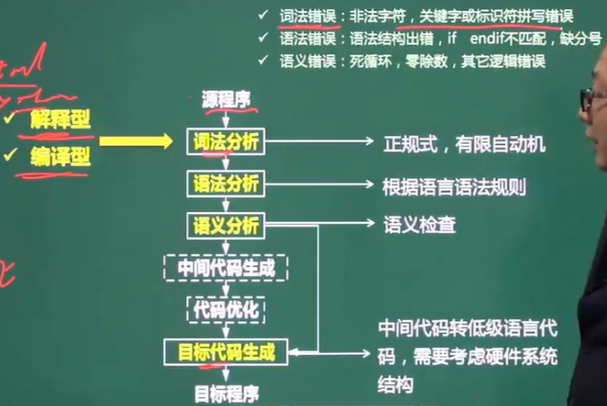 ✓ 词法错误：非法字符，关键字或标识符拼写错误
✓ 语法错误：语法结构出错，if endif不匹配，缺分号
✓ 语义错误：死循环，零除数，其它逻辑错误
✓ 解释型
✓ 编译型
源程序
词法分析
正规式，有限自动机
语法分析
根据语言语法规则
语义分析
语义检查
中间代码生成
代码优化
目标代码生成
中间代码转低级语言代
码，需要考虑硬件系统
结构
目标程序